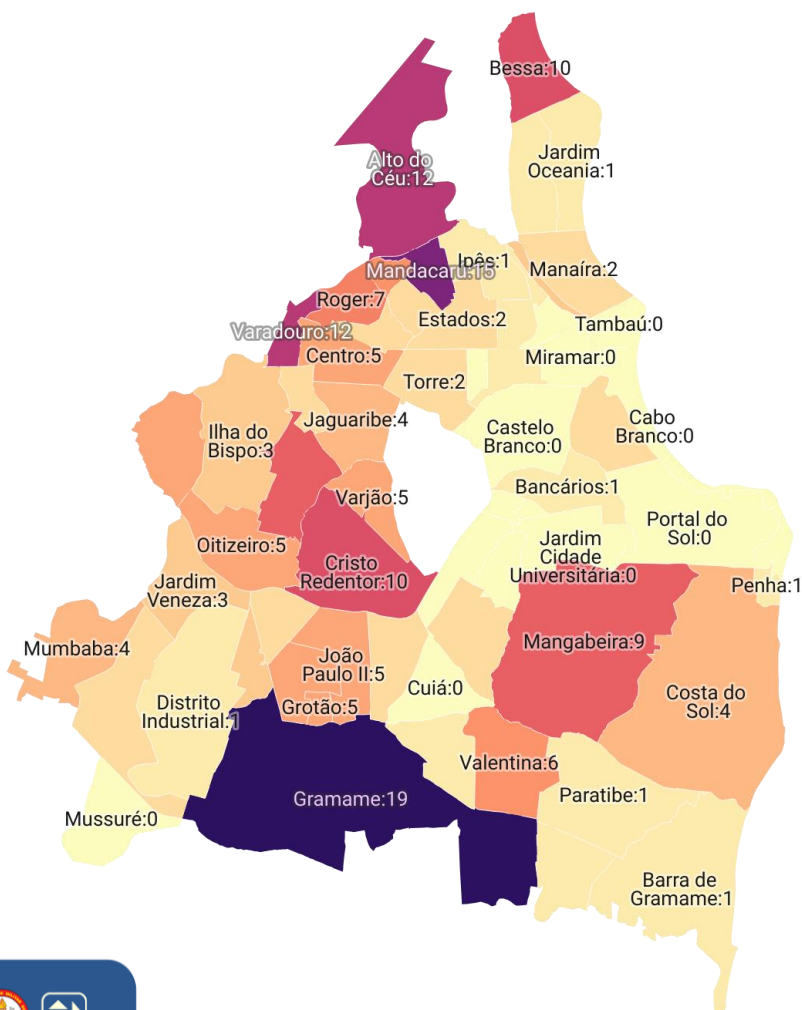 Bessa:10
Jardim
Oceania:1
Alto do
Céu:12
Ipês:1
Mandacaru:15
Manaíra:2
Roger:7
Estados:2
Tambaú:0
Varadouro:12
Centro:5
Miramar:0
Torre:2
Jaguaribe:4
Cabo
Branco:0
Castelo
Branco:0
Ilha do
Bispo:3
Bancários:1
Varjão:5
Portal do
Sol:0
Oitizeiro:5
Jardim
Cidade
Universitária:0
Cristo
Redentor:10
Jardim
Veneza:3
Penha:1
Mangabeira:9
Mumbaba:4
João
Paulo II:5
Cuiá:0
Costa do
Sol:4
Distrito
Industrial:1
Grotão:5
Valentina:6
Gramame:19
Paratibe:1
Mussuré:0
Barra de
Gramame:1